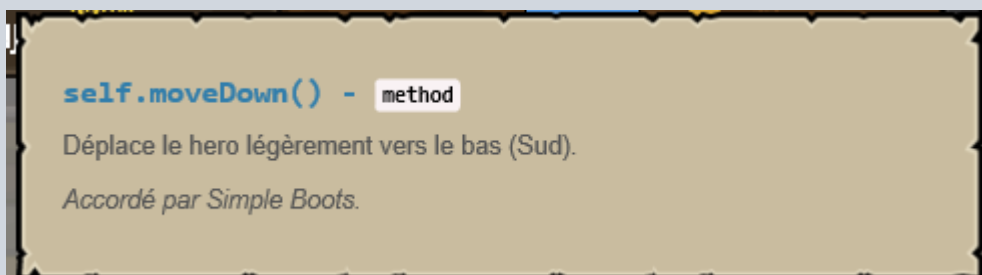 self.moveDown() - method
Déplace le hero légèrement vers le bas (Sud).
Accordé par Simple Boots.